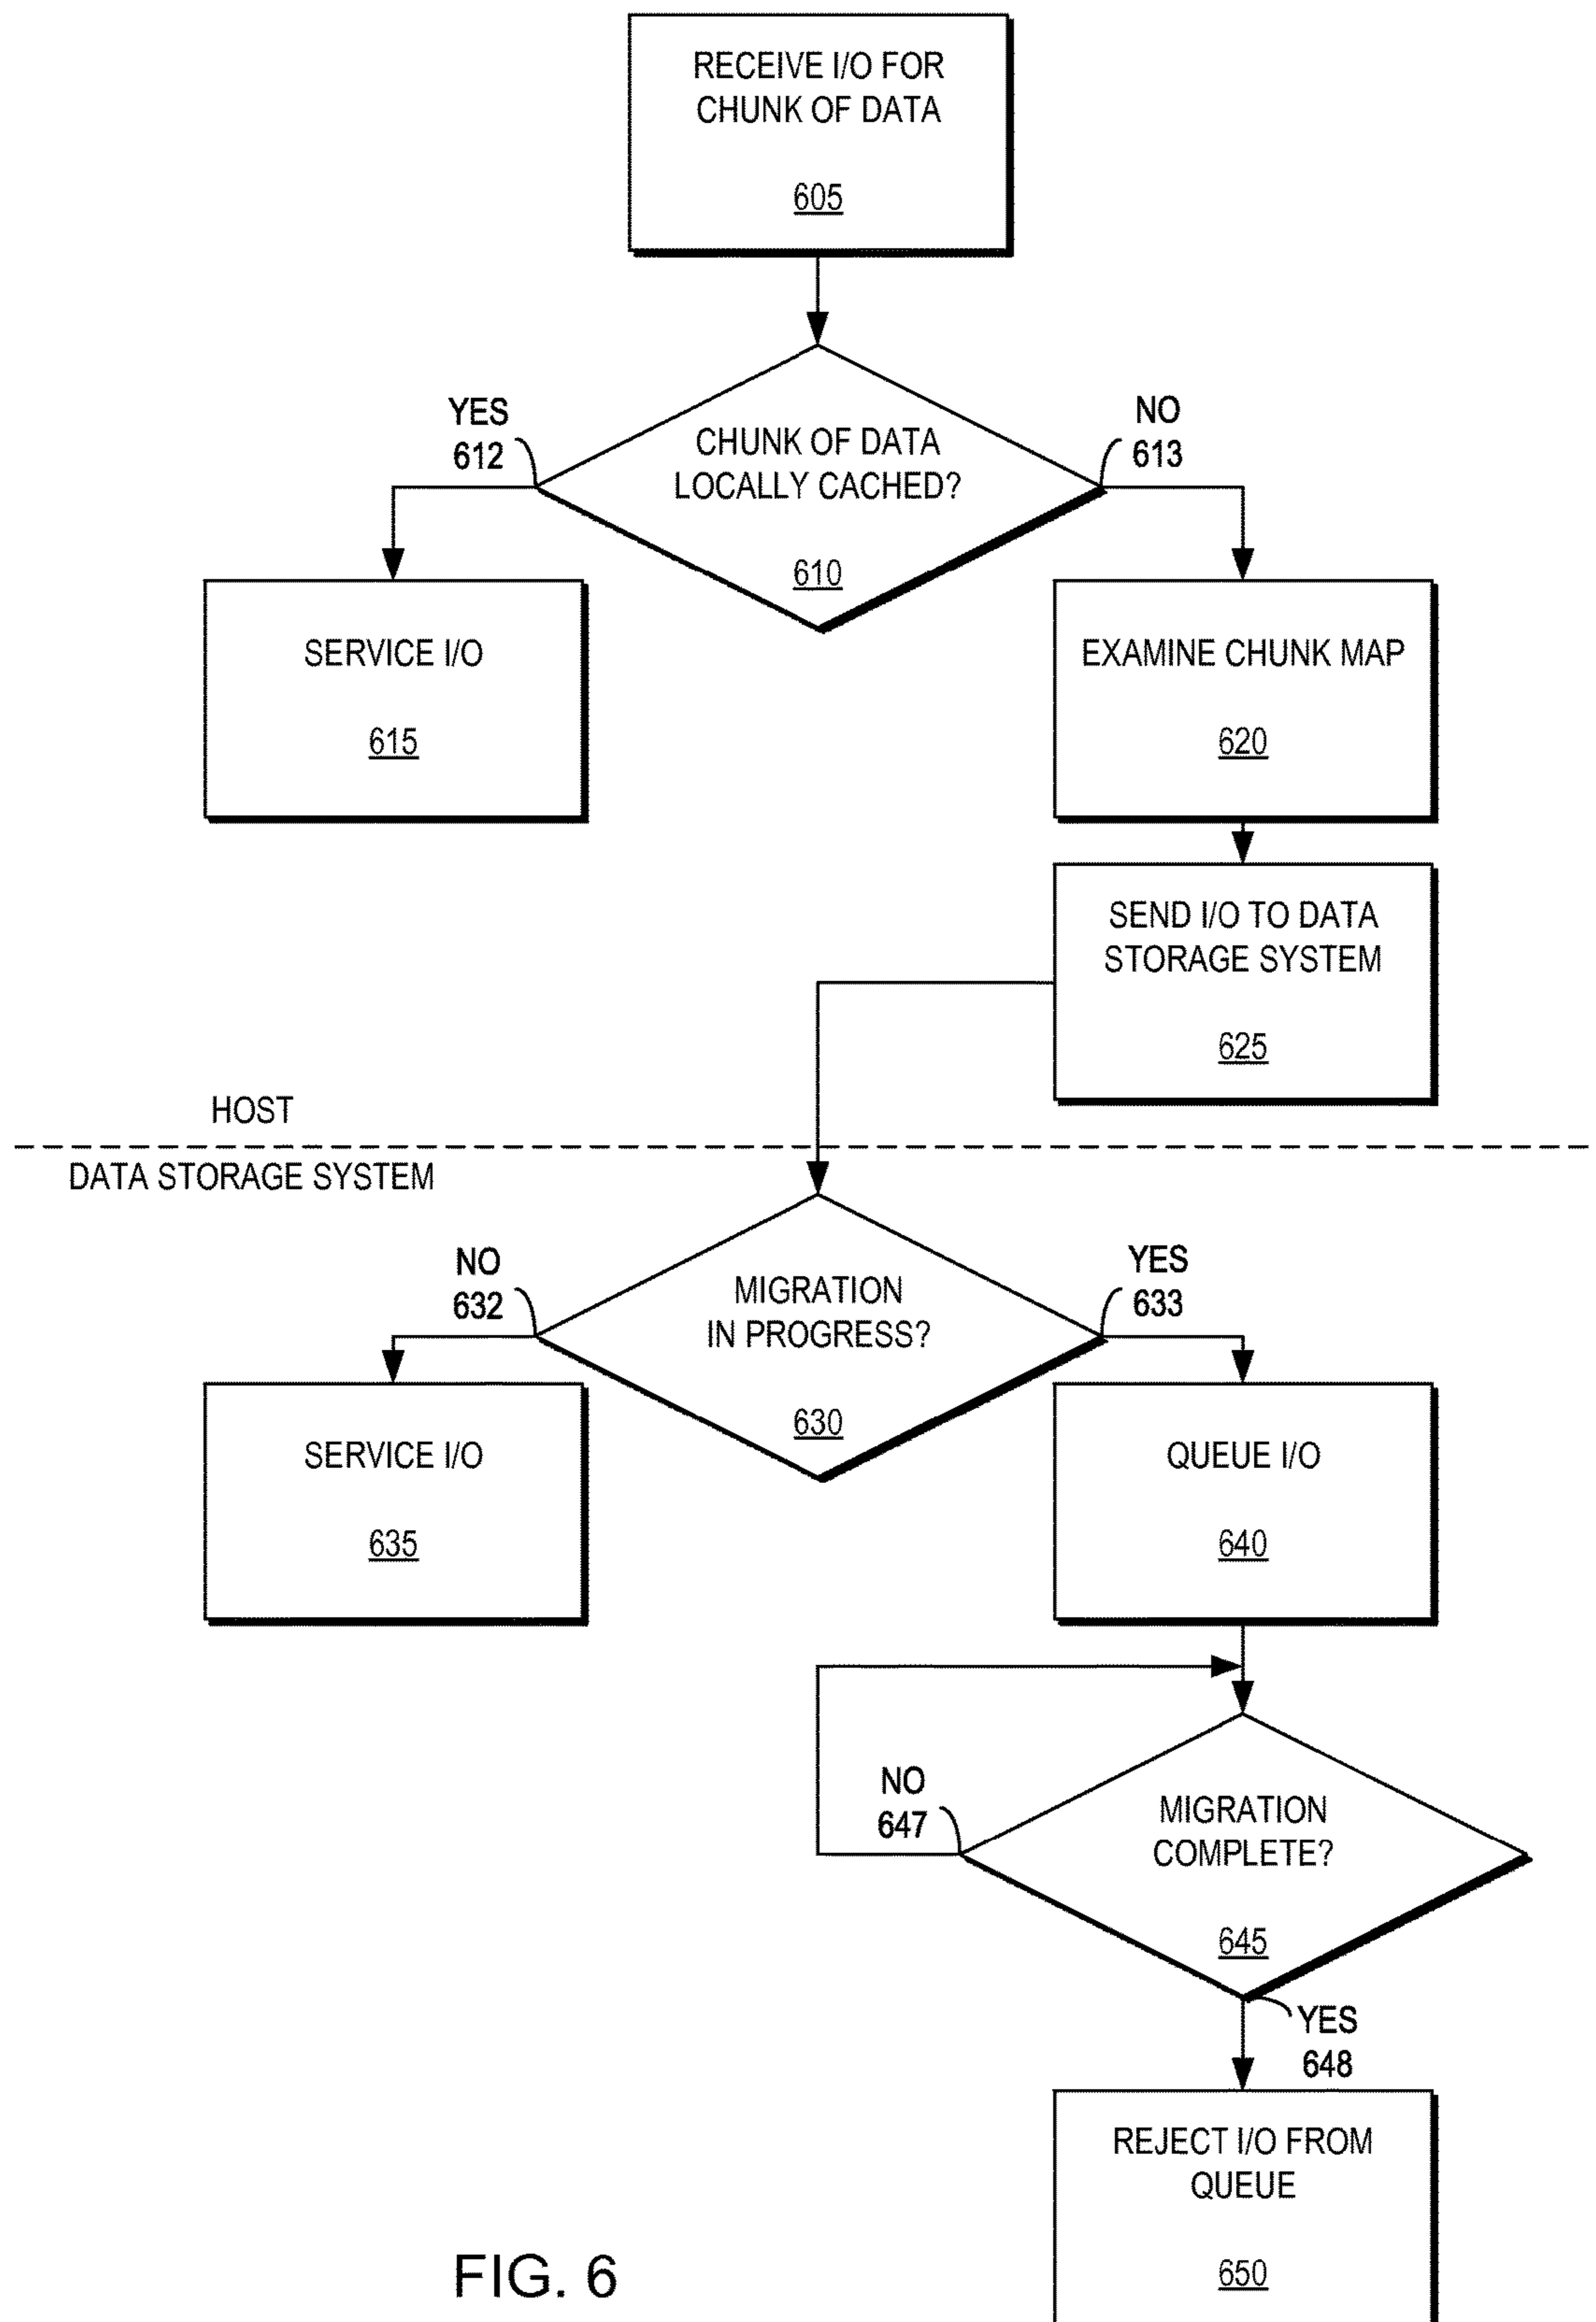 RECEIVE I/O FOR
CHUNK OF DATA
605
YES
612
NO
613
CHUNK OF DATA
LOCALLY CACHED?
610
SERVICE I/O
615
EXAMINE CHUNK MAP
620
SEND I/O TO DATA
STORAGE SYSTEM
625
HOST
DATA STORAGE SYSTEM
NO
632
YES
633
MIGRATION
IN PROGRESS?
630
SERVICE I/O
635
QUEUE I/O
640
NO
647
MIGRATION
COMPLETE?
645
YES
648
REJECT I/O FROM
QUEUE
650
FIG. 6